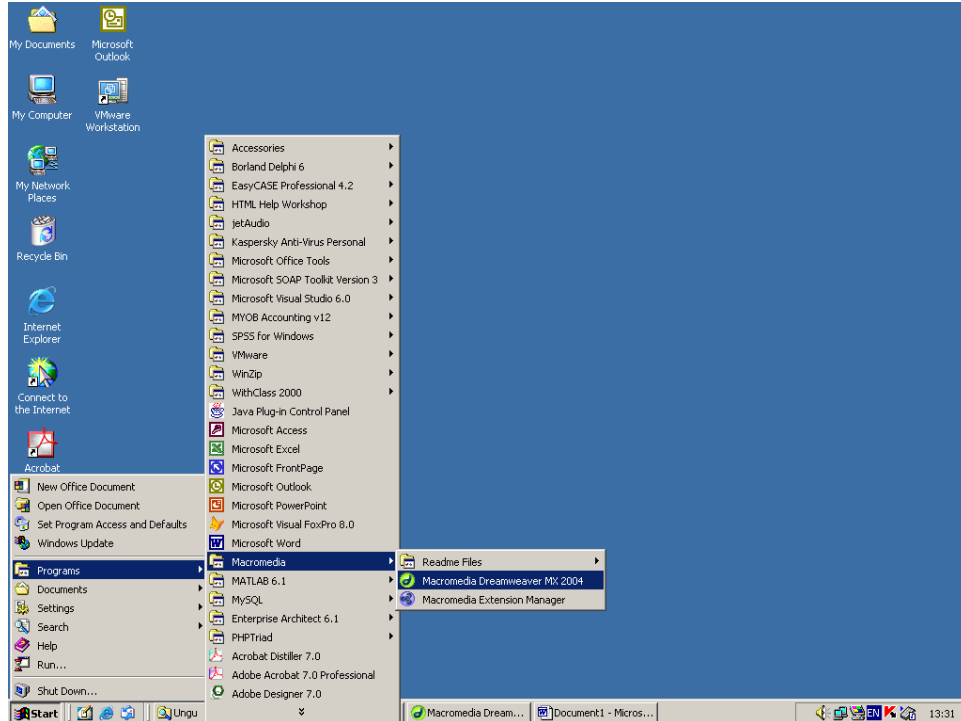 My Documents
Microsoft
Outlook
My Computer
VMware
Workstation
My Network
Places
Recycle Bin
Internet
Explorer
Connect to
the Internet
Acrobat
New Office Document
Open Office Document
Set Program Access and Defaults
Windows Update
Programs
Documents
Settings
Search
Help
Run...
Shut Down...
Accessories
Borland Delphi 6
EasyCASE Professional 4.2
HTML Help Workshop
jetAudio
Kaspersky Anti-Virus Personal
Microsoft Office Tools
Microsoft SOAP Toolkit Version 3
Microsoft Visual Studio 6.0
MYOB Accounting v12
SPSS for Windows
VMware
WinZip
WithClass 2000
Java Plug-in Control Panel
Microsoft Access
Microsoft Excel
Microsoft FrontPage
Microsoft Outlook
Microsoft PowerPoint
Microsoft Visual FoxPro 8.0
Microsoft Word
Macromedia
MATLAB 6.1
MySQL
Enterprise Architect 6.1
PHPTriad
Acrobat Distiller 7.0
Adobe Acrobat 7.0 Professional
Adobe Designer 7.0
Readme Files
Macromedia Dreamweaver MX 2004
Macromedia Extension Manager
Start
Ungu
Macromedia Dream...
Document1 - Micros...
EN
13:31